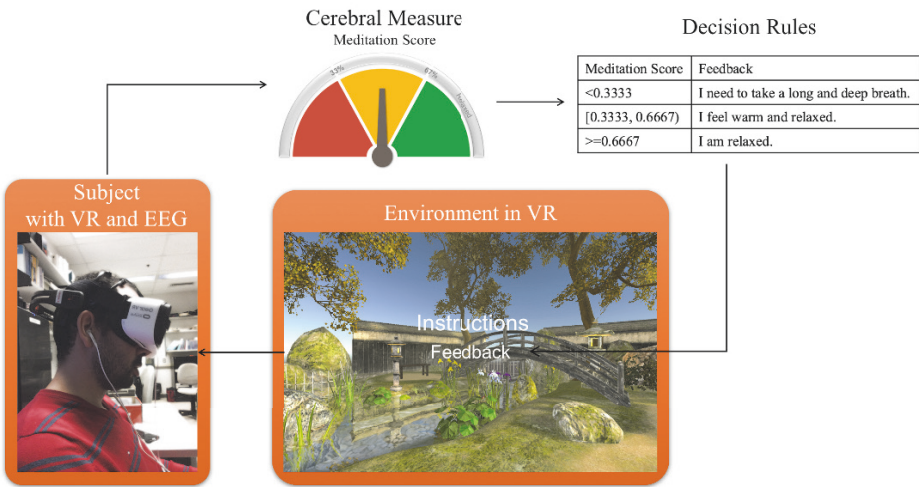 Cerebral Measure
Meditation Score
33%
67%
Decision Rules
Meditation Score Feedback
<0.3333 I need to take a long and deep breath.
[0.3333, 0.6667) I feel warm and relaxed.
>=0.6667 I am relaxed.
Subject
with VR and EEG
Environment in VR
Instructions
Feedback